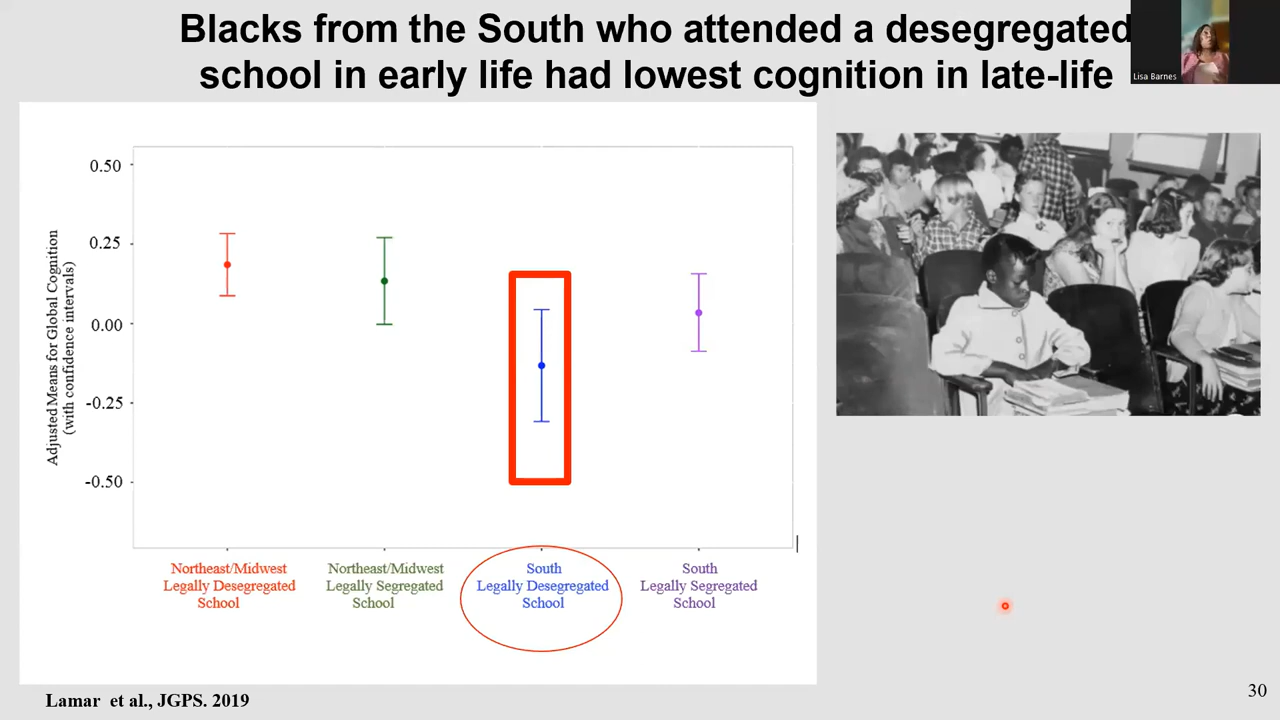 Blacks from the South who attended a desegregated
school in early life had lowest cognition in late-life
Lisa Barnes
Adjusted Means for Global Cognition
(with confidence intervals)
0.50
0.25
0.00
-0.25
-0.50
Northeast/Midwest
Legally Desegregated
School
Northeast/Midwest
Legally Segregated
School
South
Legally Desegregated
School
South
Legally Segregated
School
Lamar et al., JGPS. 2019
30